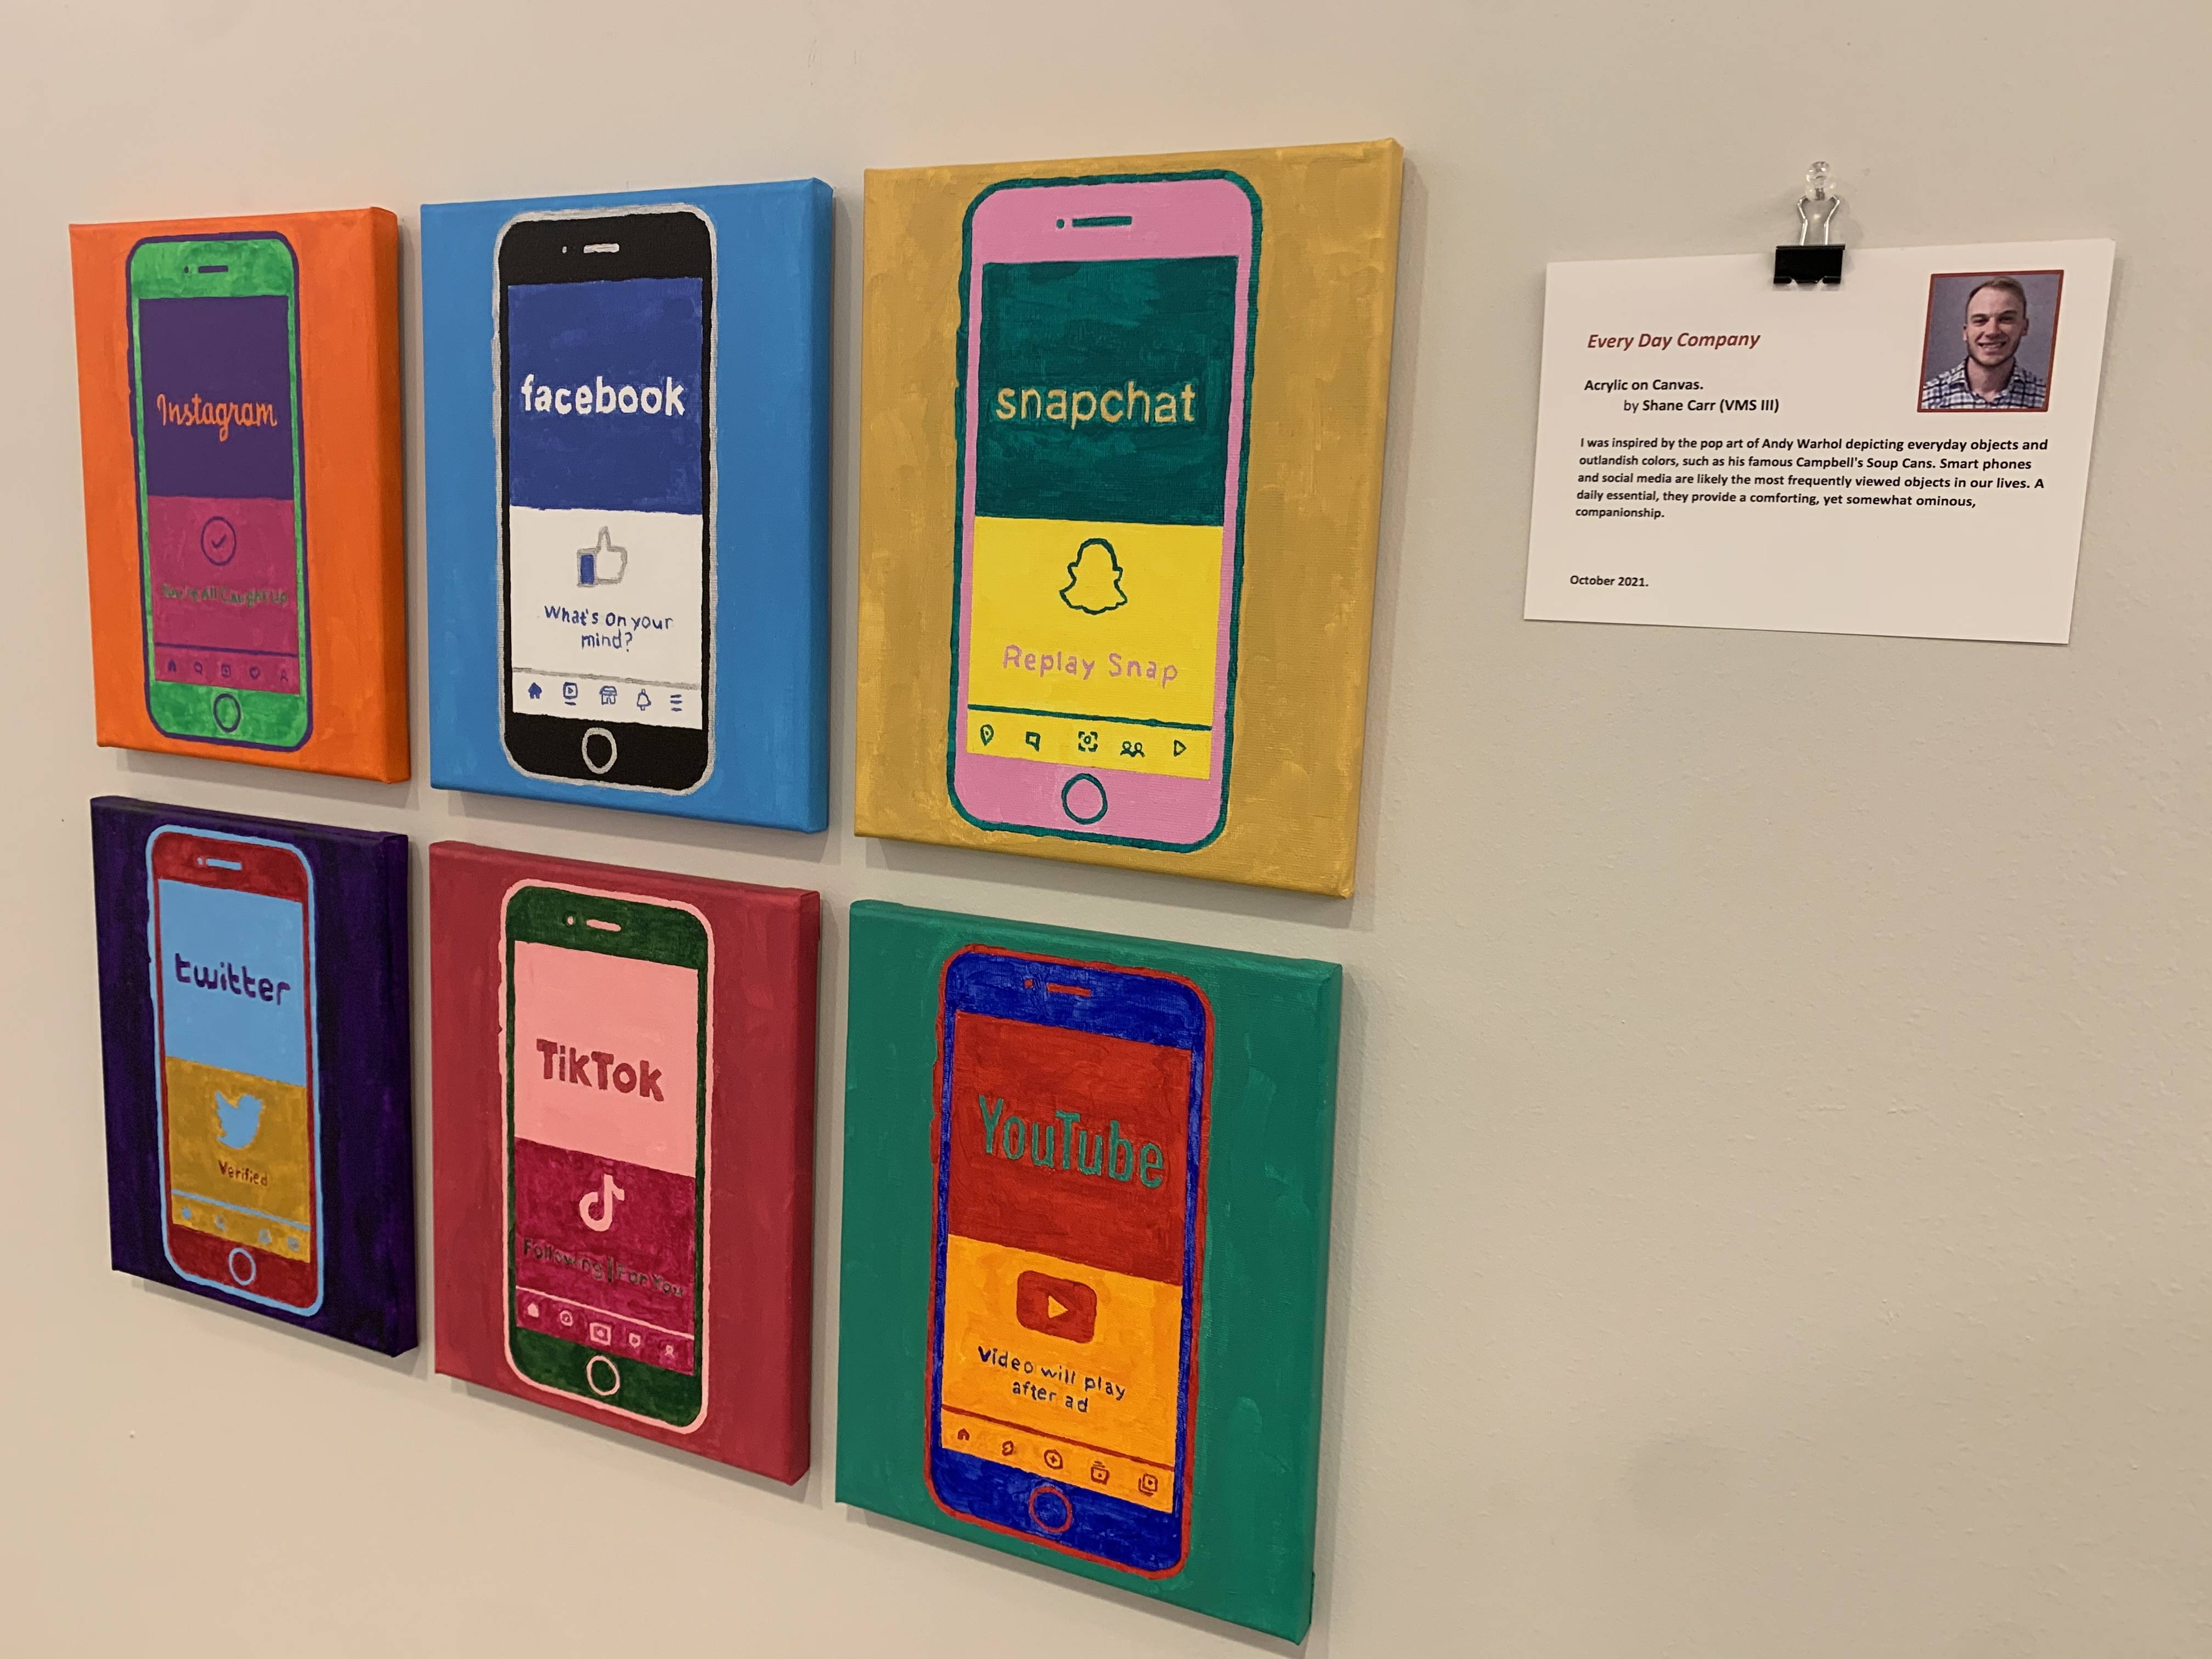 Instagram
You're all Caught Up
facebook
What's on your
mind?
snapchat
Replay Snap
twitter
Verified
TikTok
Following | For You
YouTube
Video will play
after ad
Every Day Company
Acrylic on Canvas.
by Shane Carr (VMS III)
I was inspired by the pop art of Andy Warhol depicting everyday objects and
outlandish colors, such as his famous Campbell's Soup Cans. Smart phones
and social media are likely the most frequently viewed objects in our lives. A
daily essential, they provide a comforting, yet somewhat ominous,
companionship.
October 2021.